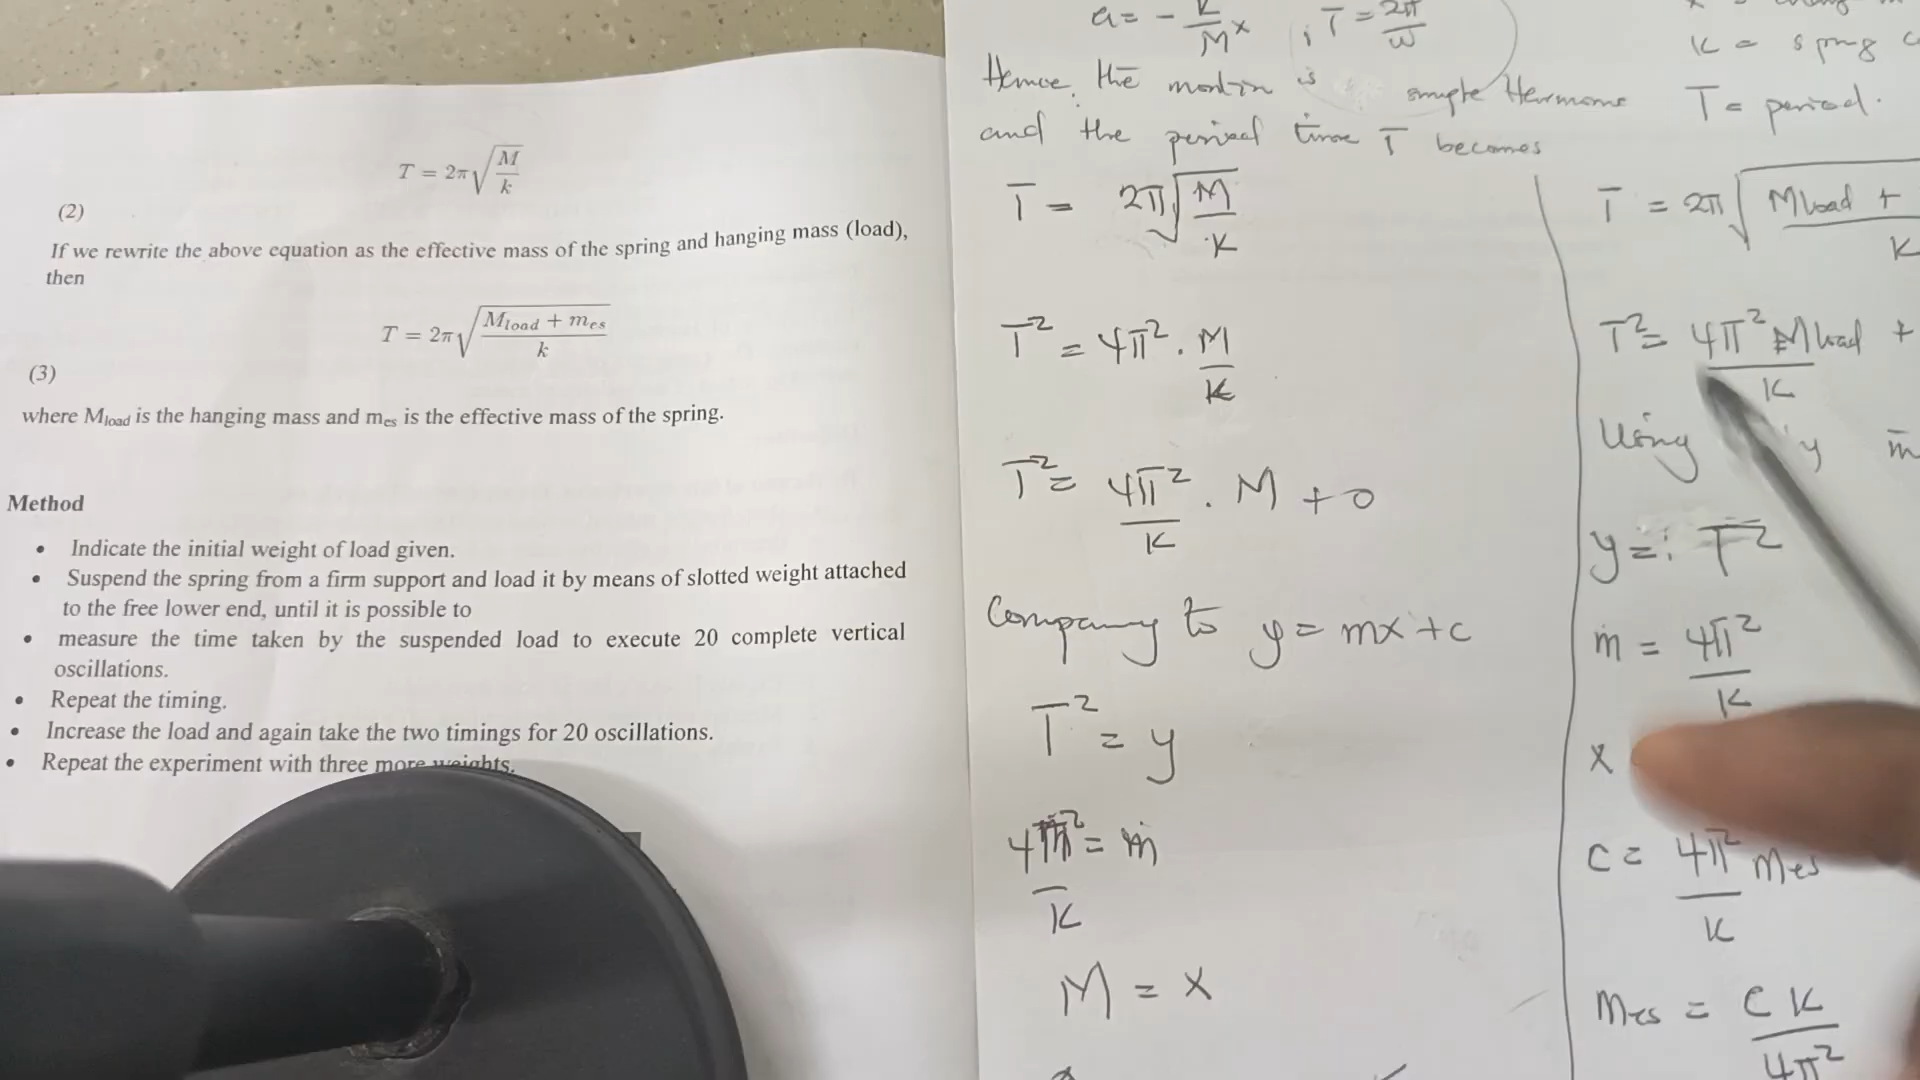 T = 2π√M/k
(2)
If we rewrite the above equation as the effective mass of the spring and hanging mass (load),
then
T = 2π√Mload + mes/k
(3)
where Mload is the hanging mass and mes is the effective mass of the spring.
Method
• Indicate the initial weight of load given.
• Suspend the spring from a firm support and load it by means of slotted weight attached
to the free lower end, until it is possible to
• measure the time taken by the suspended load to execute 20 complete vertical
oscillations.
• Repeat the timing.
• Increase the load and again take the two timings for 20 oscillations.
• Repeat the experiment with three more weights.
a = - K/M x ; T = 2π/ω
Hence, the motion is simple Harmonic
and the period time T becomes
T = 2π√M/K
T² = 4π² . M/K
T² = 4π²/K . M + 0
Comparing to y = mx + c
T² = y
4π²/K = m
M = x
K = spring
T = period.
T = 2π√Mload + /K
T² = 4π² Mload + /K
Using y m
y = T²
m = 4π²/K
x
c = 4π²/K Mes
Mes = CK/4π²